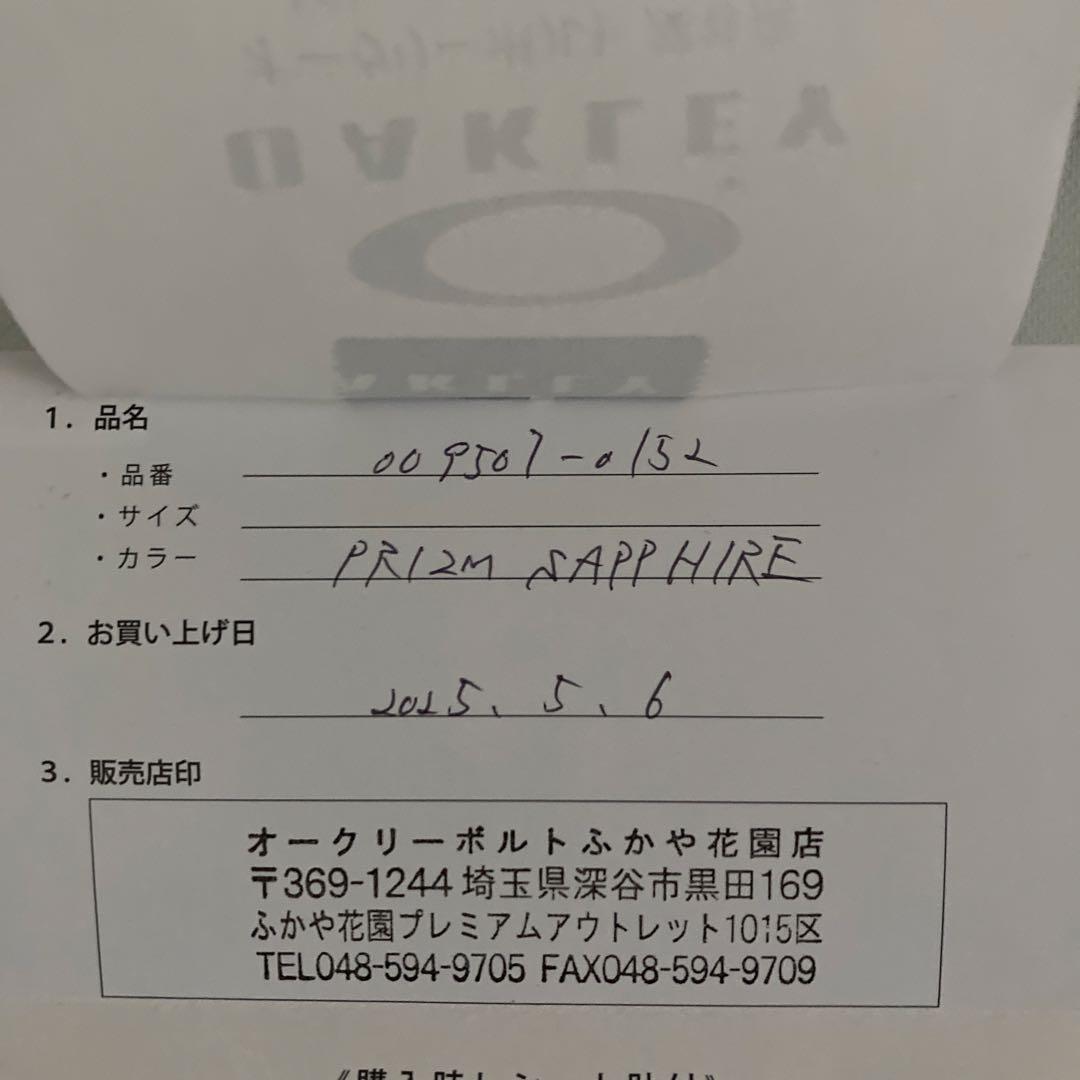 OAKLEY
1. 品名
・品番 009507-0152
・サイズ
・カラー PRIZM SAPPHIRE
2. お買い上げ日
2025. 5. 6
3. 販売店印
オークリーボルトふかや花園店
〒369-1244 埼玉県深谷市黒田169
ふかや花園プレミアムアウトレット1015区
TEL048-594-9705 FAX048-594-9709